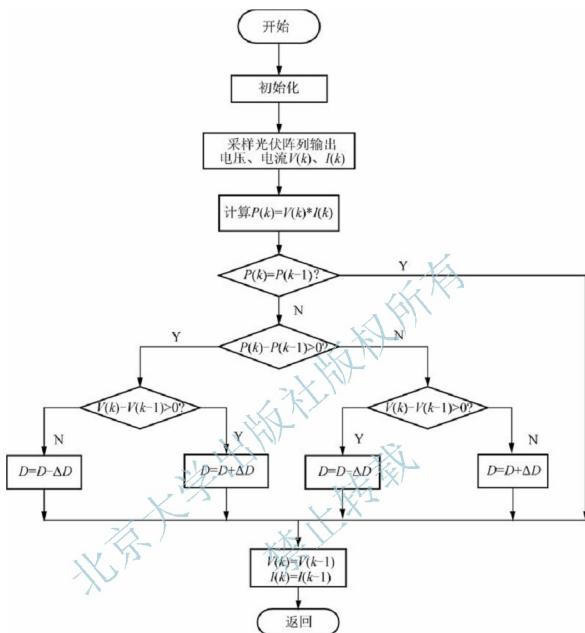 开始
初始化
采样光伏阵列输出
电压、电流V(k)、I(k)
计算P(k)=V(k)*I(k)
P(k)=P(k−1)?
Y
N
P(k)−P(k−1)>0?
Y
N
V(k)−V(k−1)>0?
V(k)−V(k−1)>0?
N
Y
Y
N
D=D−ΔD
D=D+ΔD
D=D−ΔD
D=D+ΔD
V(k)=V(k−1)
I(k)=I(k−1)
返回
北京大学出版社版权所有
禁止转载